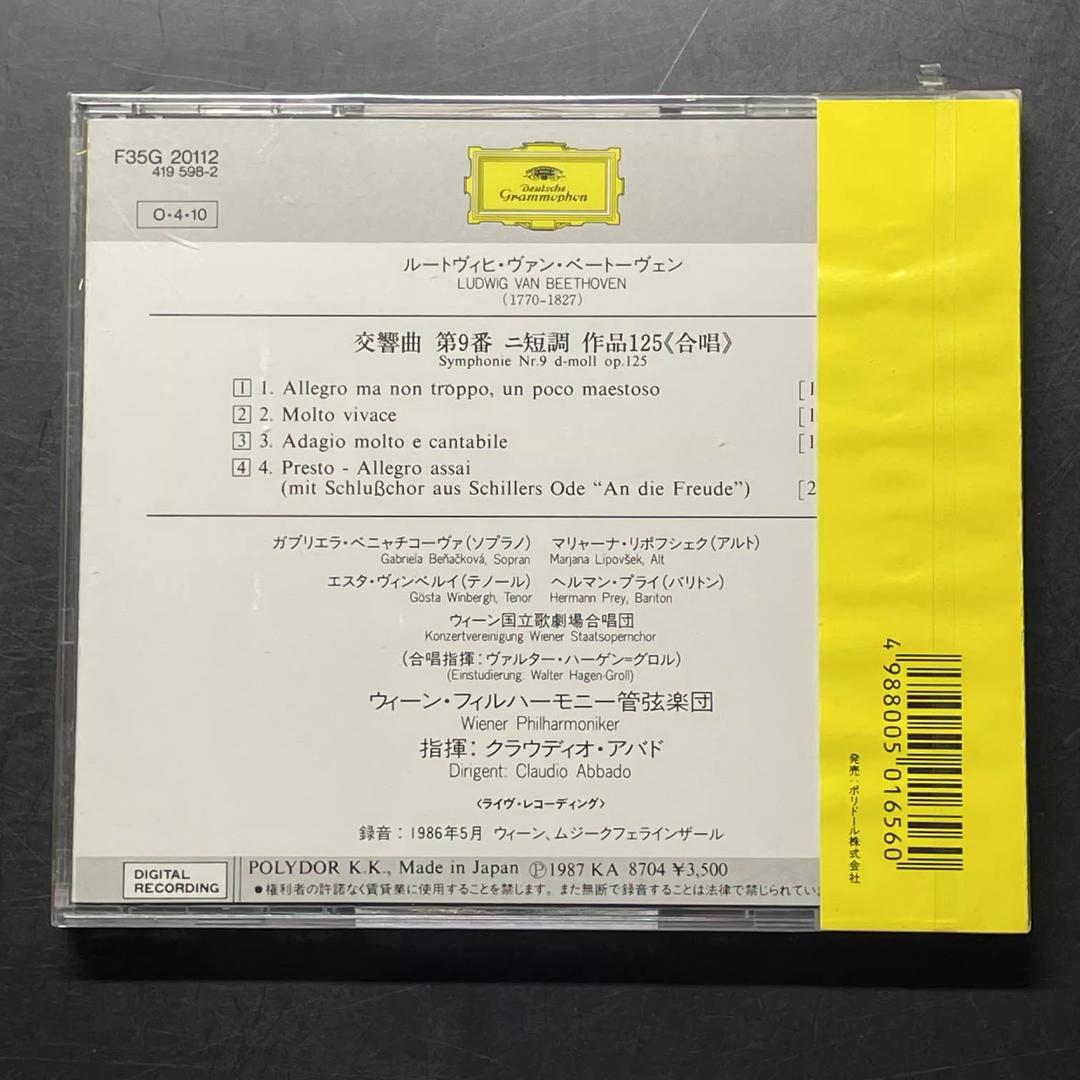 F35G 20112
419 598-2
O・4・10
Deutsche
Grammophon
ルートヴィヒ・ヴァン・ベートーヴェン
LUDWIG VAN BEETHOVEN
(1770-1827)
交響曲 第9番 ニ短調 作品125《合唱》
Symphonie Nr.9 d-moll op.125
1 1. Allegro ma non troppo, un poco maestoso [1
2 2. Molto vivace [1
3 3. Adagio molto e cantabile [1
4 4. Presto - Allegro assai
(mit Schlußchor aus Schillers Ode “An die Freude”) [2
ガブリエラ・ベニャチコーヴァ(ソプラノ) マリャーナ・リポフシェク(アルト)
Gabriela Beňačková, Sopran Marjana Lipovšek, Alt
エスタ・ヴィンベルイ(テノール) ヘルマン・プライ(バリトン)
Gösta Winbergh, Tenor Hermann Prey, Bariton
ウィーン国立歌劇場合唱団
Konzertvereinigung Wiener Staatsopernchor
(合唱指揮:ヴァルター・ハーゲン=グロル)
(Einstudierung: Walter Hagen-Groll)
ウィーン・フィルハーモニー管弦楽団
Wiener Philharmoniker
指揮:クラウディオ・アバド
Dirigent: Claudio Abbado
〈ライヴ・レコーディング〉
録音:1986年5月 ウィーン、ムジークフェラインザール
DIGITAL
RECORDING
POLYDOR K.K., Made in Japan Ⓟ1987 KA 8704 ¥3,500
●権利者の許諾なく賃貸業に使用することを禁じます。また無断で録音することは法律で禁じられてい
4 988005 016560
発売:ポリドール株式会社